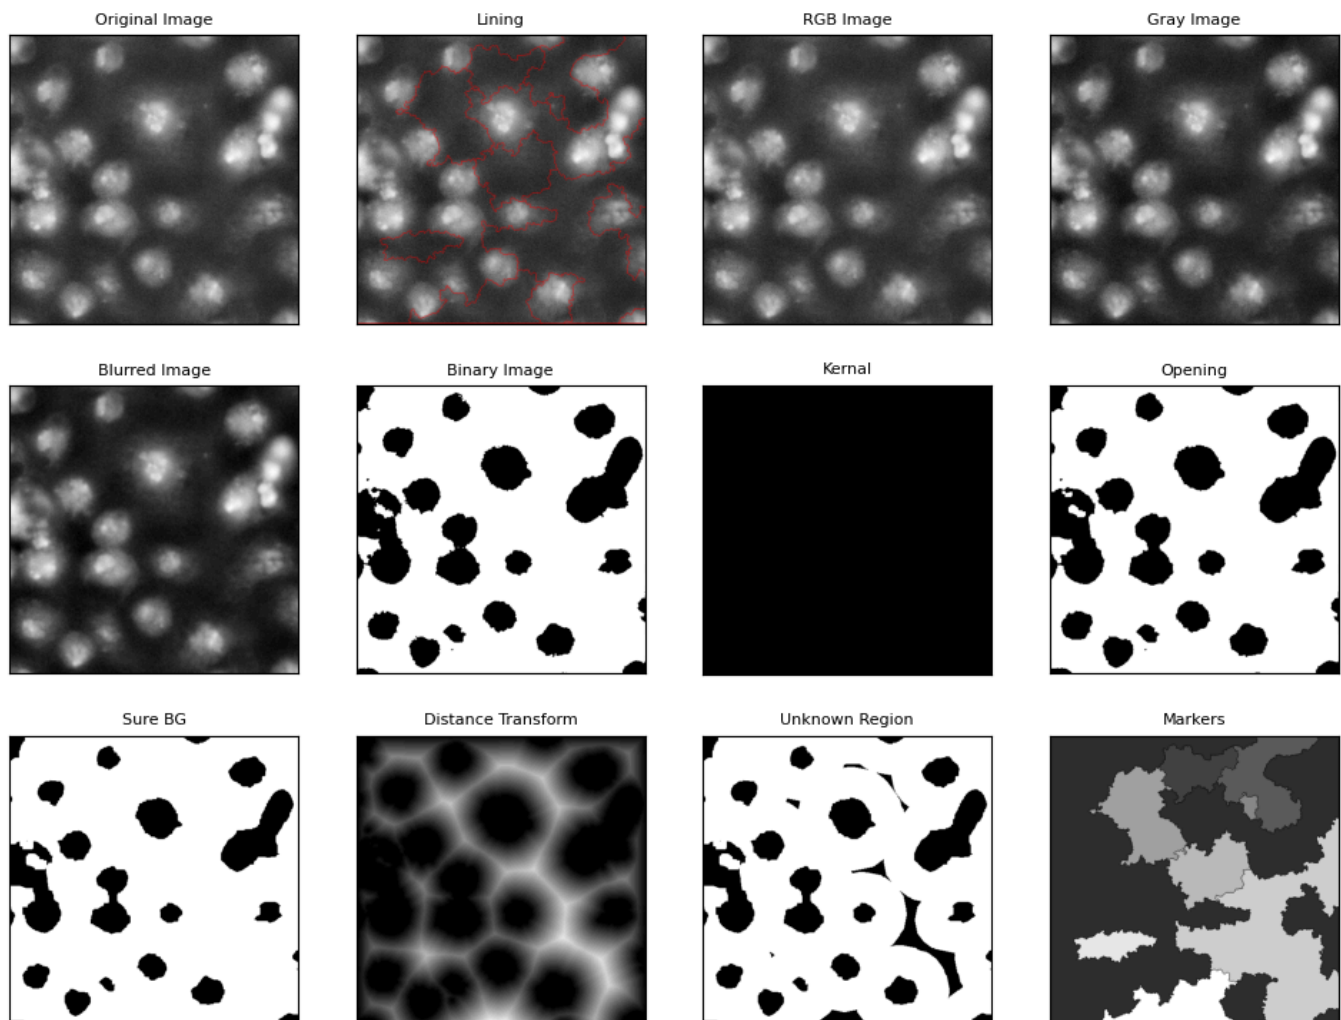 Original Image
Lining
RGB Image
Gray Image
Blurred Image
Binary Image
Kernal
Opening
Sure BG
Distance Transform
Unknown Region
Markers